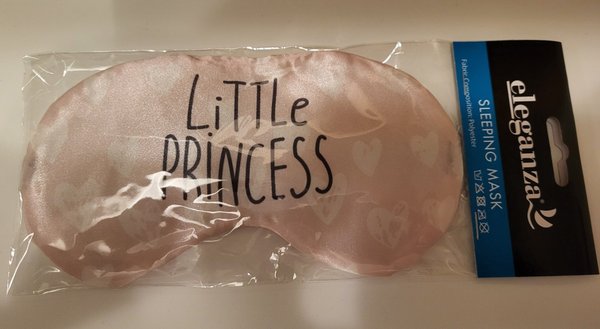 LiTTLe
PRINCESS
eleganza
SLEEPING MASK
Fabric Composition: Polyester